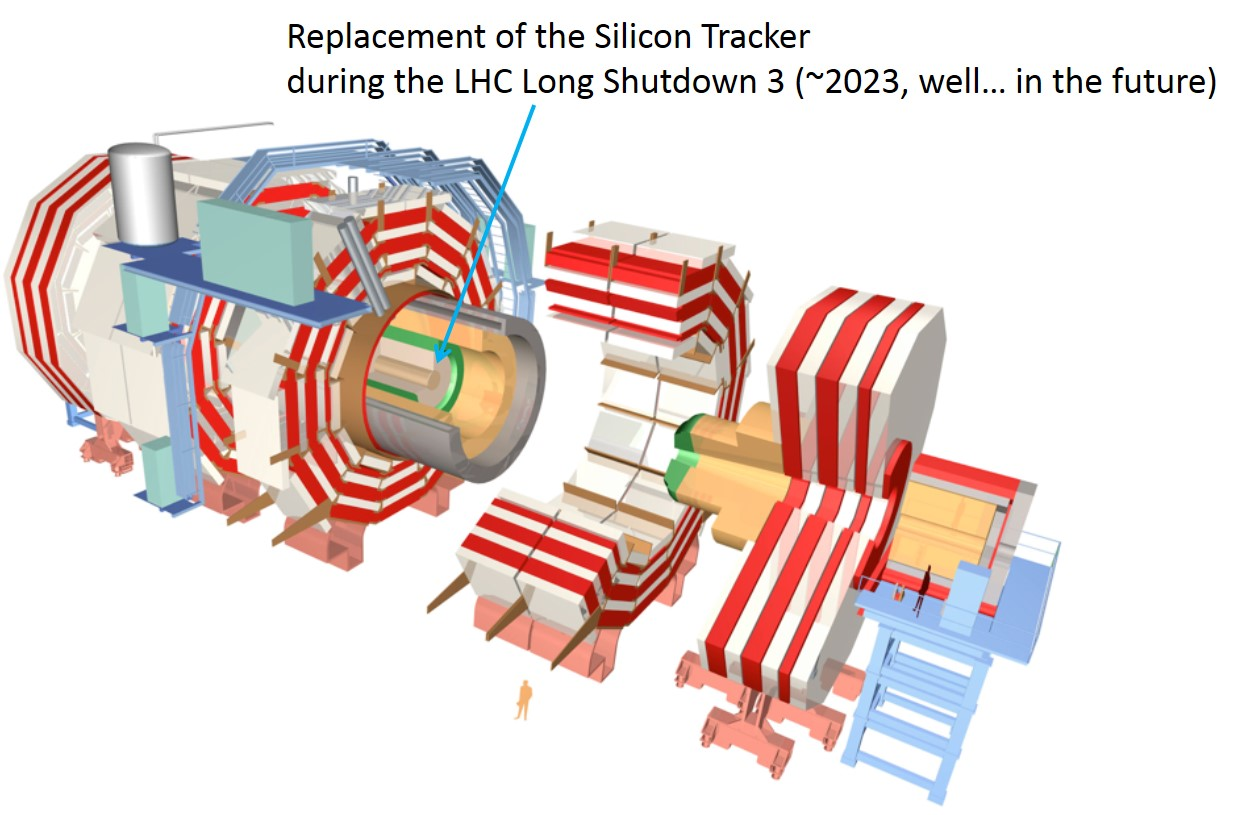 Replacement of the Silicon Tracker
during the LHC Long Shutdown 3 (~2023, well... in the future)